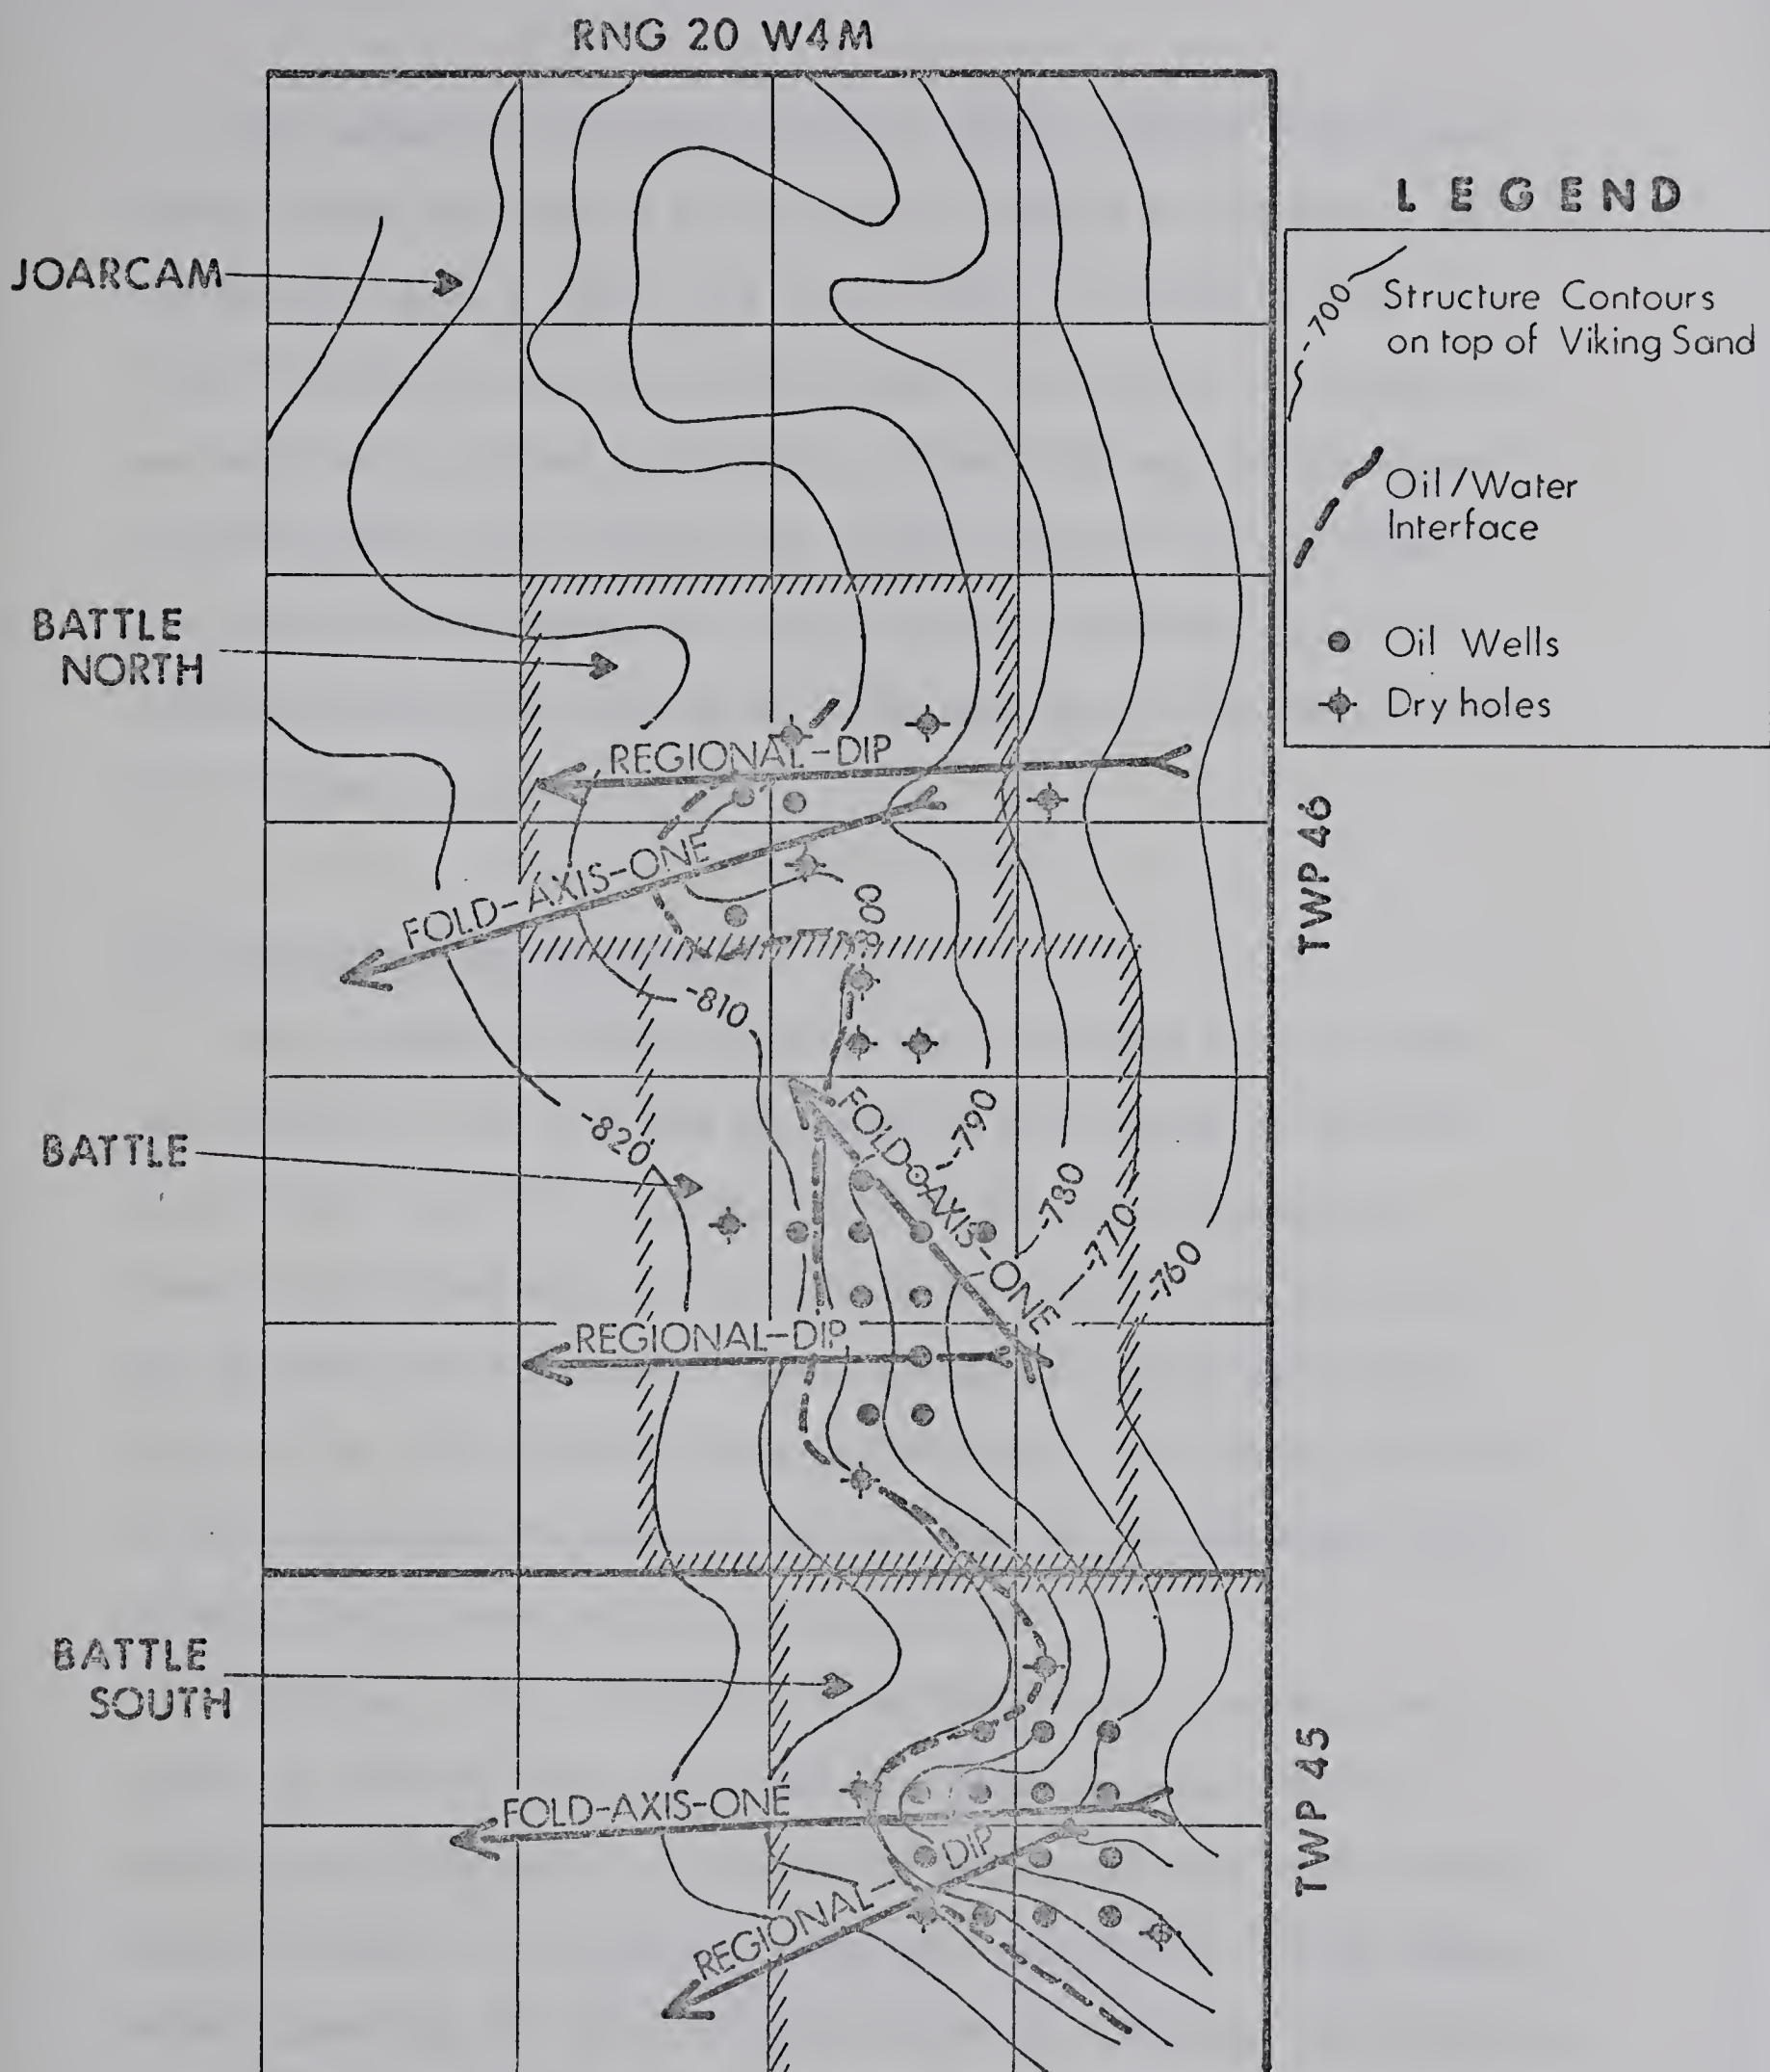 RNG 20 W4M
LEGEND
-700
Structure Contours
on top of Viking Sand
Oil/Water
Interface
Oil Wells
Dry holes
JOARCAM
BATTLE
NORTH
REGIONAL-DIP
FOLD-AXIS-ONE
TWP 46
-810
-820
BATTLE
FOLD-AXIS-ONE
-790
-780
-770
-760
REGIONAL-DIP
BATTLE
SOUTH
FOLD-AXIS-ONE
REGIONAL-DIP
TWP 45